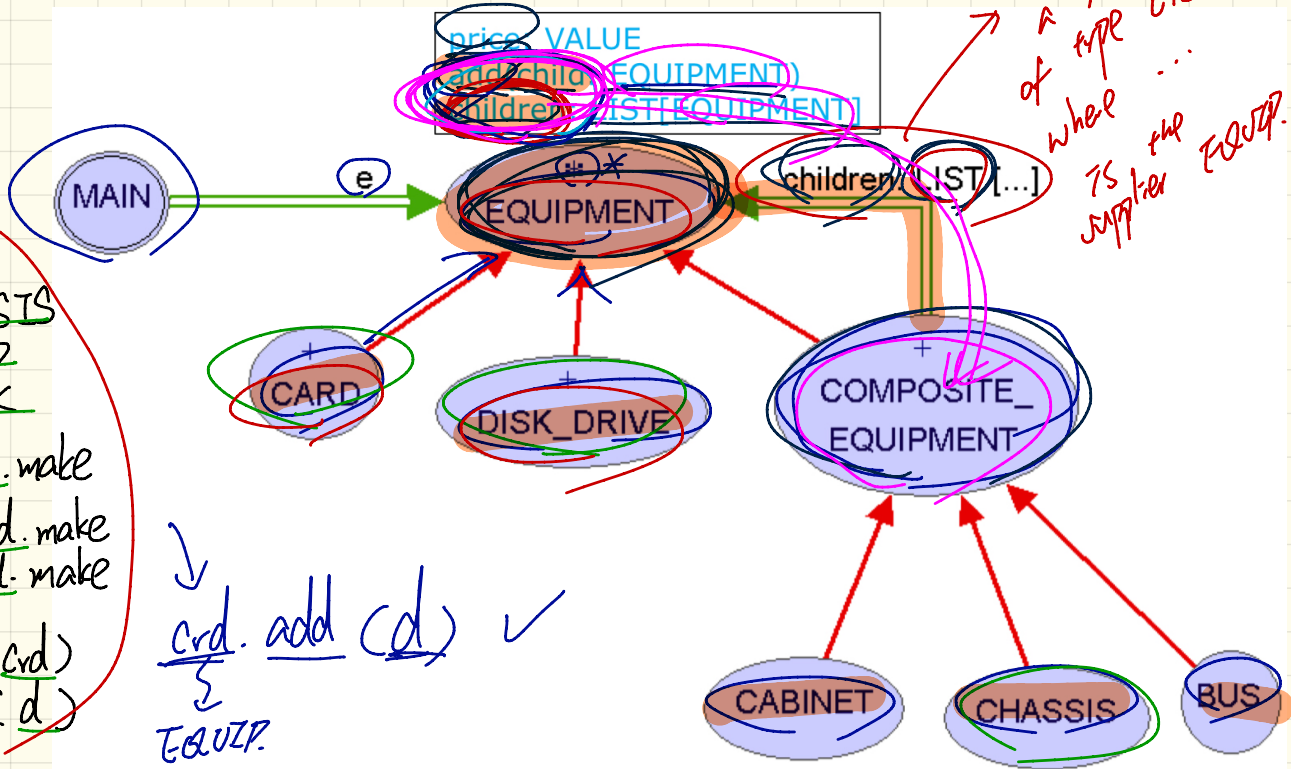 price: VALUE
add(child: EQUIPMENT)
children: LIST[EQUIPMENT]
of type
where ...
is the
supplier EQUIP.
MAIN
e
* *
EQUIPMENT
children: LIST [...]
+
CARD
+
DISK_DRIVE
+
COMPOSITE_
EQUIPMENT
.make
d.make
d.make
crd)
d)
crd. add (d) ✓
EQUIP.
CABINET
CHASSIS
BUS